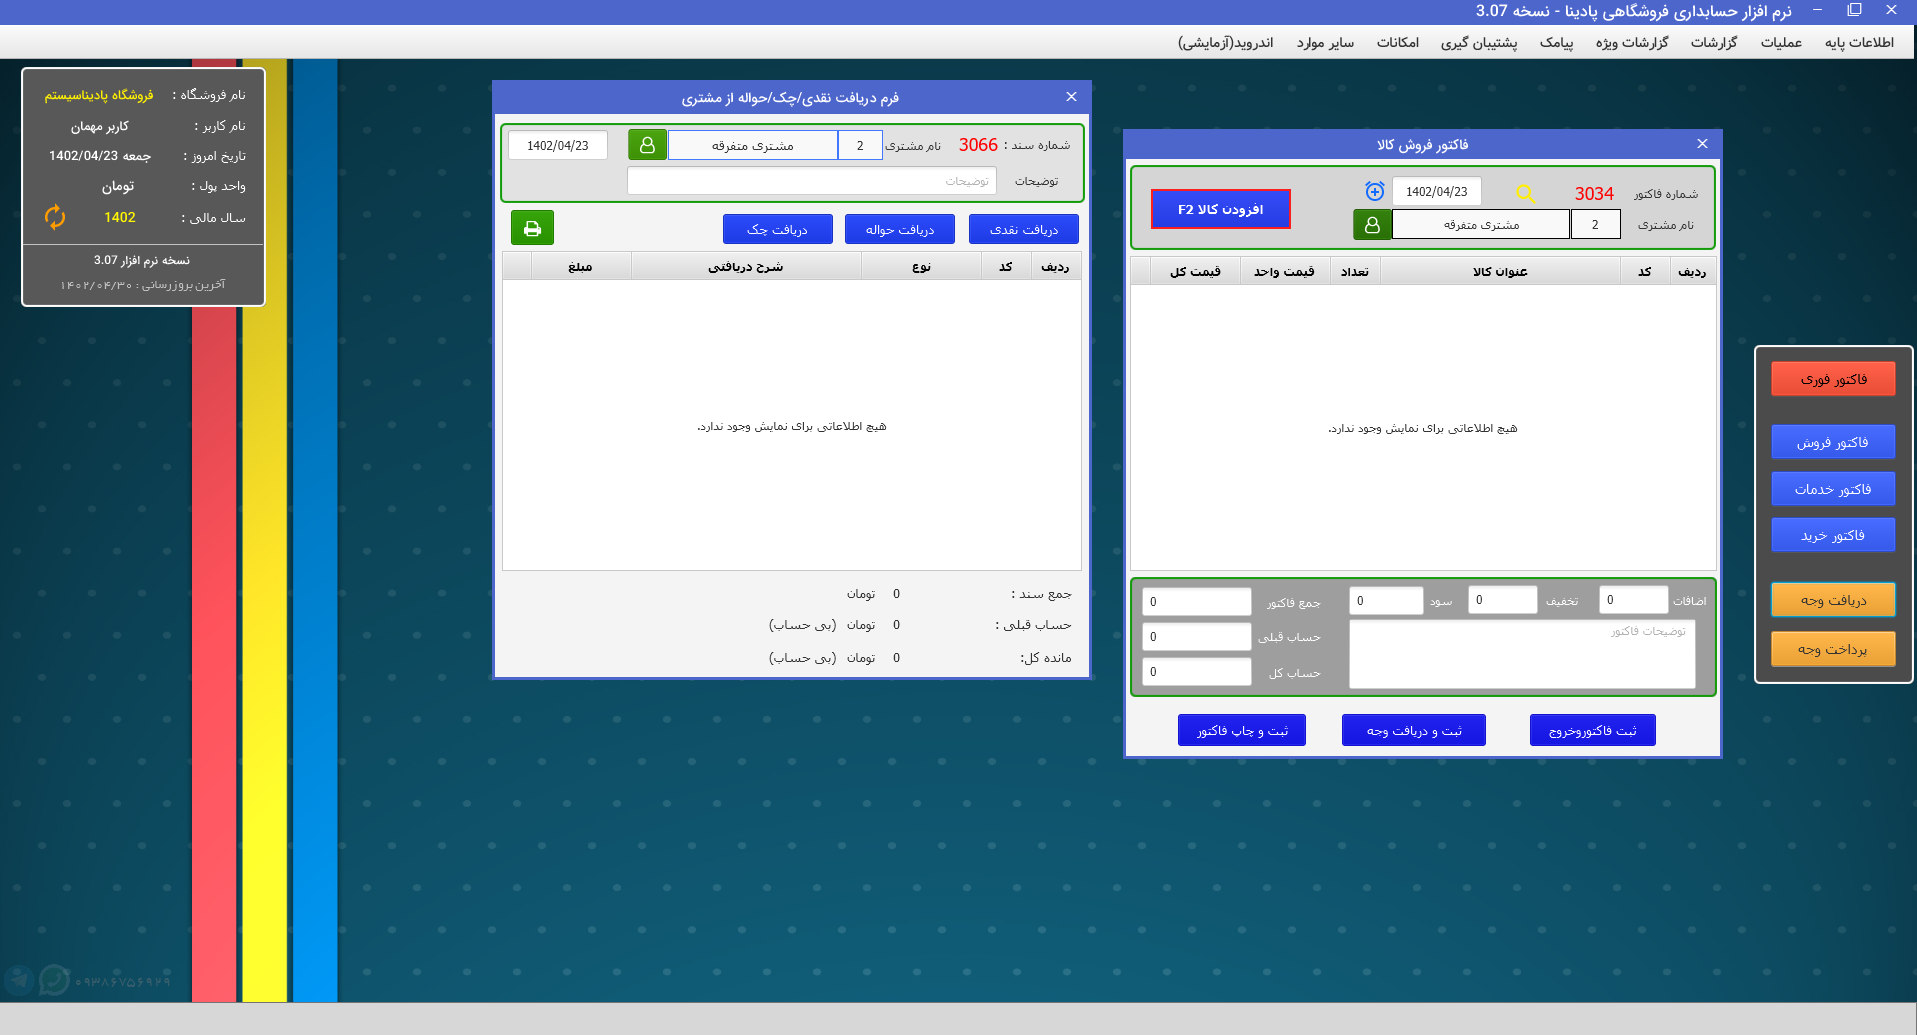 نرم افزار حسابداری فروشگاهی پادینا - نسخه 3.07
اطلاعات پایه
عملیات
گزارشات
گزارشات ویژه
پیامک
پشتیبان گیری
امکانات
سایر موارد
اندروید(آزمایشی)
نام فروشگاه : فروشگاه پادیناسیستم
نام کاربر : کاربر مهمان
تاریخ امروز : جمعه 1402/04/23
واحد پول : تومان
سال مالی : 1402
نسخه نرم افزار 3.07
آخرین بروزرسانی : ۱۴۰۲/۰۴/۳۰
فرم دریافت نقدی/چک/حواله از مشتری
شماره سند : 3066 نام مشتری 2 مشتری متفرقه 1402/04/23
توضیحات توضیحات
دریافت نقدی دریافت حواله دریافت چک
ردیف کد نوع شرح دریافتی مبلغ
هیچ اطلاعاتی برای نمایش وجود ندارد.
جمع سند : 0 تومان
حساب قبلی : 0 تومان (بی حساب)
مانده کل: 0 تومان (بی حساب)
فاکتور فروش کالا
شماره فاکتور 3034 1402/04/23
نام مشتری 2 مشتری متفرقه
افزودن کالا F2
ردیف کد عنوان کالا تعداد قیمت واحد قیمت کل
هیچ اطلاعاتی برای نمایش وجود ندارد.
اضافات 0 تخفیف 0 سود 0 جمع فاکتور 0
توضیحات فاکتور
حساب قبلی 0
حساب کل 0
ثبت فاکتوروخروج ثبت و دریافت وجه ثبت و چاپ فاکتور
فاکتور فوری
فاکتور فروش
فاکتور خدمات
فاکتور خرید
دریافت وجه
پرداخت وجه
۰۹۳۸۶۷۵۶۹۲۹